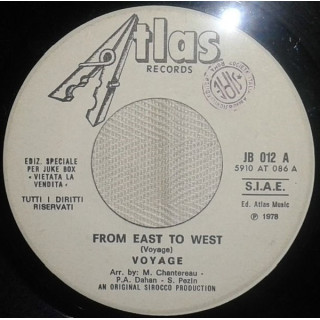 Atlas
RECORDS
S.I.A.E.
EDIZ. SPECIALE
PER JUKE BOX
« VIETATA LA
VENDITA »
TUTTI I DIRITTI
RISERVATI
JB 012 A
5910 AT 086 A
S.I.A.E.
Ed. Atlas Music
℗ 1978
FROM EAST TO WEST
(Voyage)
VOYAGE
Arr. by: M. Chantereau -
P.A. Dahan - S. Pezin
AN ORIGINAL SIROCCO PRODUCTION